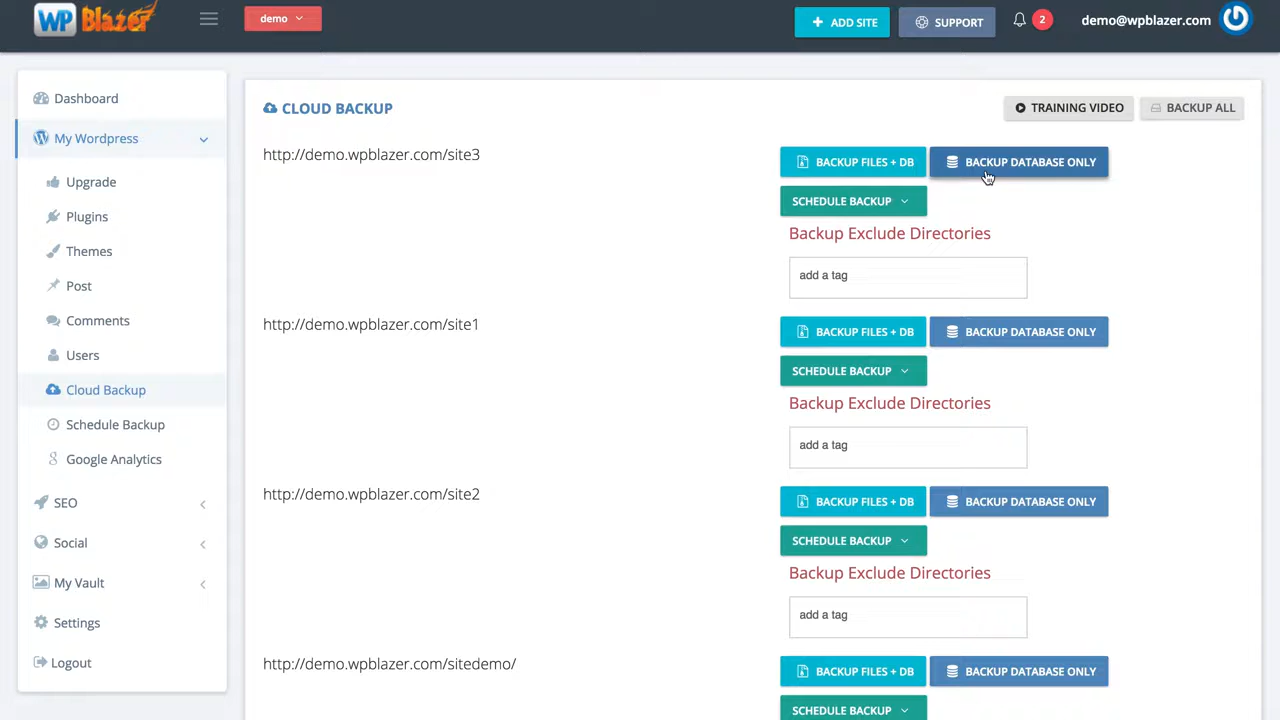 WP Blazer
demo
ADD SITE
SUPPORT
2
demo@wpblazer.com
Dashboard
My Wordpress
Upgrade
Plugins
Themes
Post
Comments
Users
Cloud Backup
Schedule Backup
Google Analytics
SEO
Social
My Vault
Settings
Logout
CLOUD BACKUP
TRAINING VIDEO
BACKUP ALL
http://demo.wpblazer.com/site3
BACKUP FILES + DB
BACKUP DATABASE ONLY
SCHEDULE BACKUP
Backup Exclude Directories
add a tag
http://demo.wpblazer.com/site1
BACKUP FILES + DB
BACKUP DATABASE ONLY
SCHEDULE BACKUP
Backup Exclude Directories
add a tag
http://demo.wpblazer.com/site2
BACKUP FILES + DB
BACKUP DATABASE ONLY
SCHEDULE BACKUP
Backup Exclude Directories
add a tag
http://demo.wpblazer.com/sitedemo/
BACKUP FILES + DB
BACKUP DATABASE ONLY
SCHEDULE BACKUP